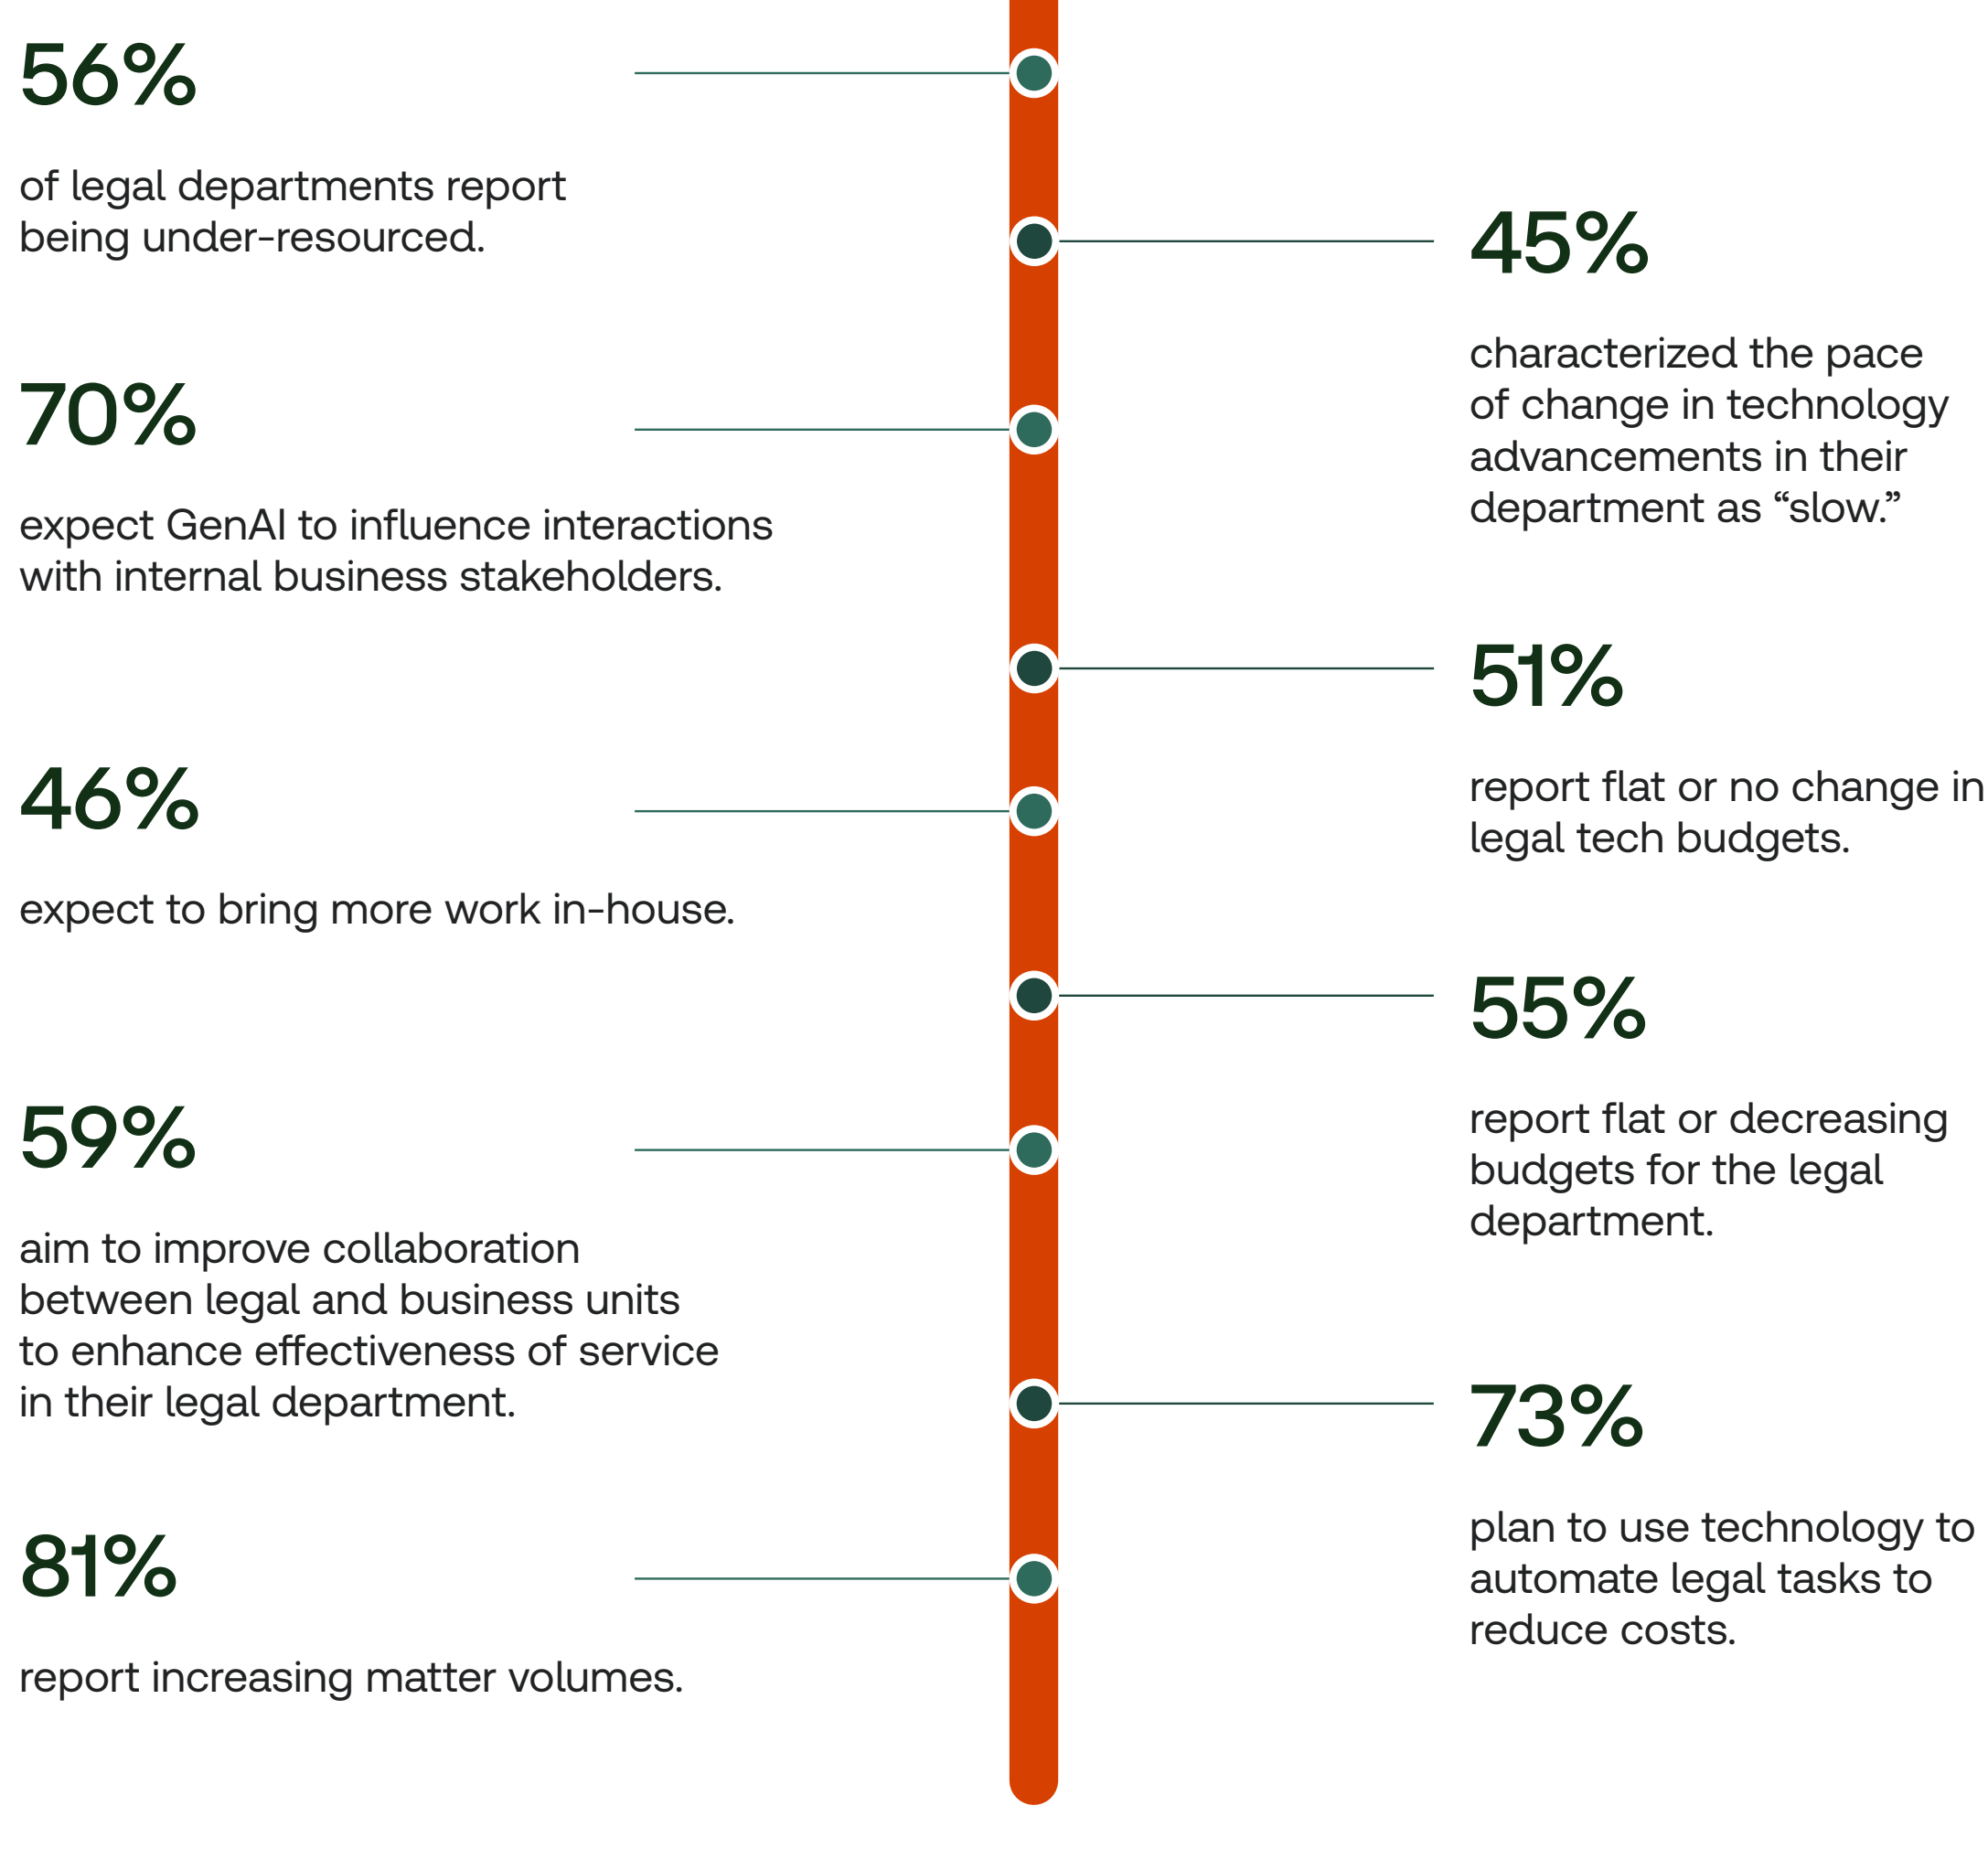 56%
of legal departments report
being under-resourced.
70%
expect GenAI to influence interactions
with internal business stakeholders.
46%
expect to bring more work in-house.
59%
aim to improve collaboration
between legal and business units
to enhance effectiveness of service
in their legal department.
81%
report increasing matter volumes.
45%
characterized the pace
of change in technology
advancements in their
department as “slow.”
51%
report flat or no change in
legal tech budgets.
55%
report flat or decreasing
budgets for the legal
department.
73%
plan to use technology to
automate legal tasks to
reduce costs.